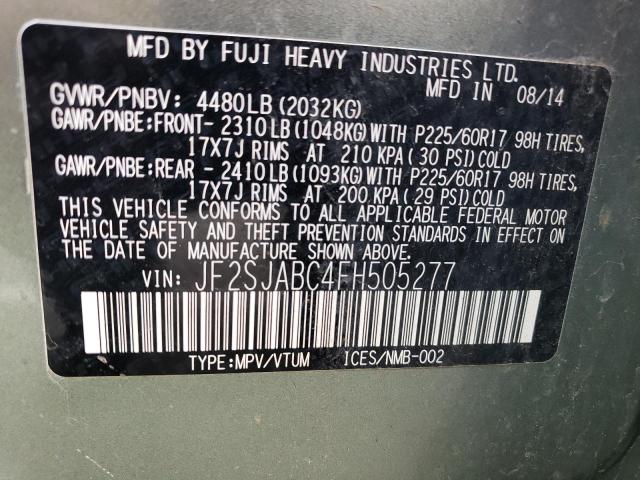 MFD BY FUJI HEAVY INDUSTRIES LTD.
MFD IN 08/14
GVWR/PNBV: 4480LB(2032KG)
GAWR/PNBE:FRONT- 2310LB(1048KG)WITH P225/60R17 98H TIRES,
17X7J RIMS AT 210 KPA(30 PSI)COLD
GAWR/PNBE:REAR - 2410LB(1093KG)WITH P225/60R17 98H TIRES,
17X7J RIMS AT 200 KPA(29 PSI)COLD
THIS VEHICLE CONFORMS TO ALL APPLICABLE FEDERAL MOTOR
VEHICLE SAFETY AND THEFT PREVENTION STANDARDS IN EFFECT ON
THE DATE OF MANUFACTURE SHOWN ABOVE.
VIN: JF2SJABC4FH505277
TYPE:MPV/VTUM ICES/NMB-002